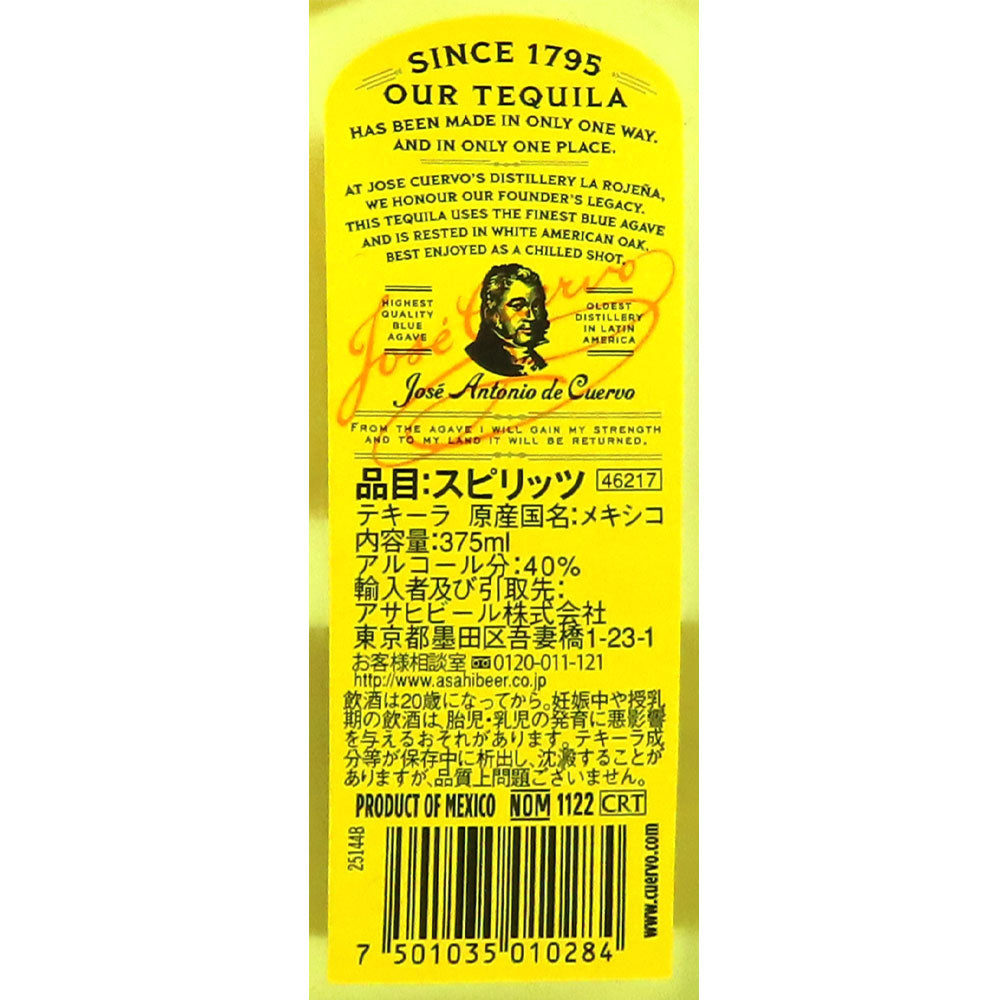 SINCE 1795
OUR TEQUILA
HAS BEEN MADE IN ONLY ONE WAY.
AND IN ONLY ONE PLACE.
AT JOSE CUERVO'S DISTILLERY LA ROJEÑA,
WE HONOUR OUR FOUNDER'S LEGACY.
THIS TEQUILA USES THE FINEST BLUE AGAVE
AND IS RESTED IN WHITE AMERICAN OAK.
BEST ENJOYED AS A CHILLED SHOT.
José Cuervo
HIGHEST
QUALITY
BLUE
AGAVE
OLDEST
DISTILLERY
IN LATIN
AMERICA
José Antonio de Cuervo
FROM THE AGAVE I WILL GAIN MY STRENGTH
AND TO MY LAND IT WILL BE RETURNED.
品目:スピリッツ 46217
テキーラ 原産国名:メキシコ
内容量:375ml
アルコール分:40%
輸入者及び引取先:
アサヒビール株式会社
東京都墨田区吾妻橋1-23-1
お客様相談室 0120-011-121
http://www.asahibeer.co.jp
飲酒は20歳になってから。妊娠中や授乳
期の飲酒は、胎児・乳児の発育に悪影響
を与えるおそれがあります。テキーラ成
分等が保存中に析出し、沈澱することが
ありますが、品質上問題ございません。
PRODUCT OF MEXICO NOM 1122 CRT
25144B
www.cuervo.com
7 501035 010284